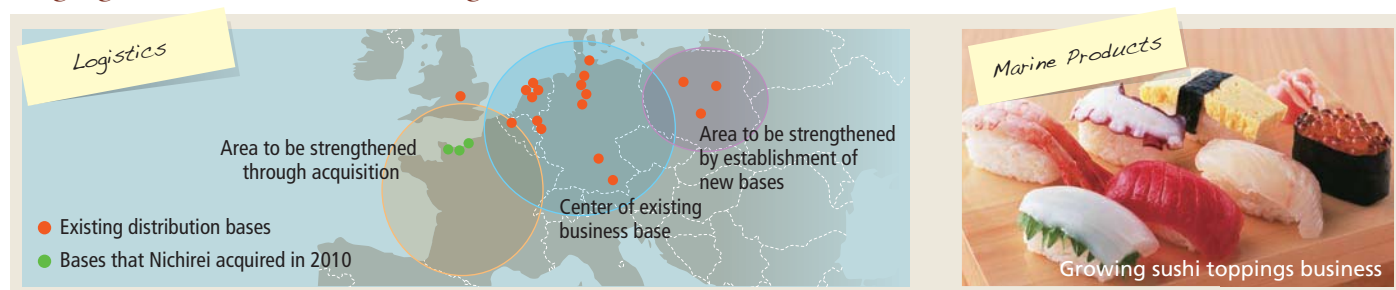 Logistics
Area to be strengthened
through acquisition
Area to be strengthened
by establishment of
new bases
Center of existing
business base
Existing distribution bases
Bases that Nichirei acquired in 2010
Marine Products
Growing sushi toppings business